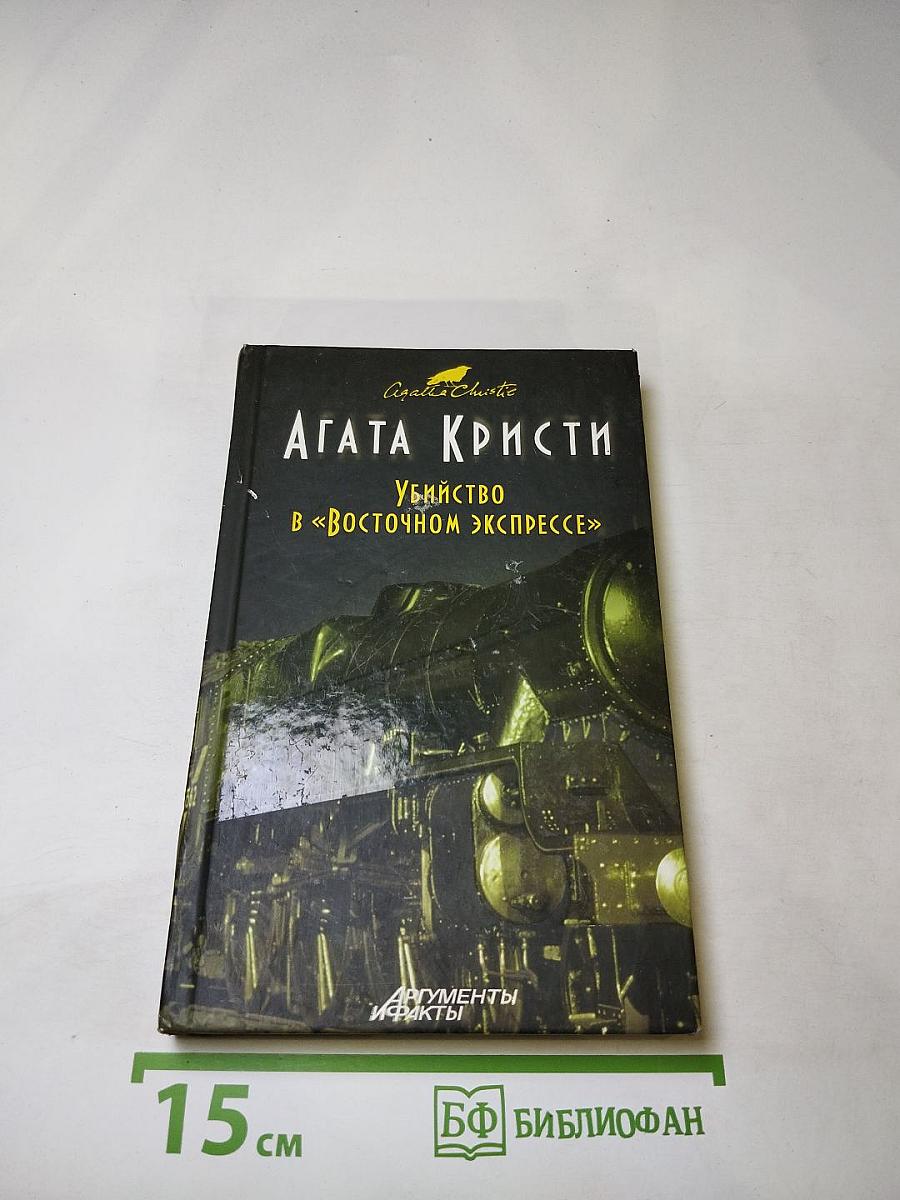 Agatha Christie
АГАТА КРИСТИ
УБИЙСТВО
В «ВОСТОЧНОМ ЭКСПРЕССЕ»
АРГУМЕНТЫ
И ФАКТЫ
15 см
БФ БИБЛИОФАН